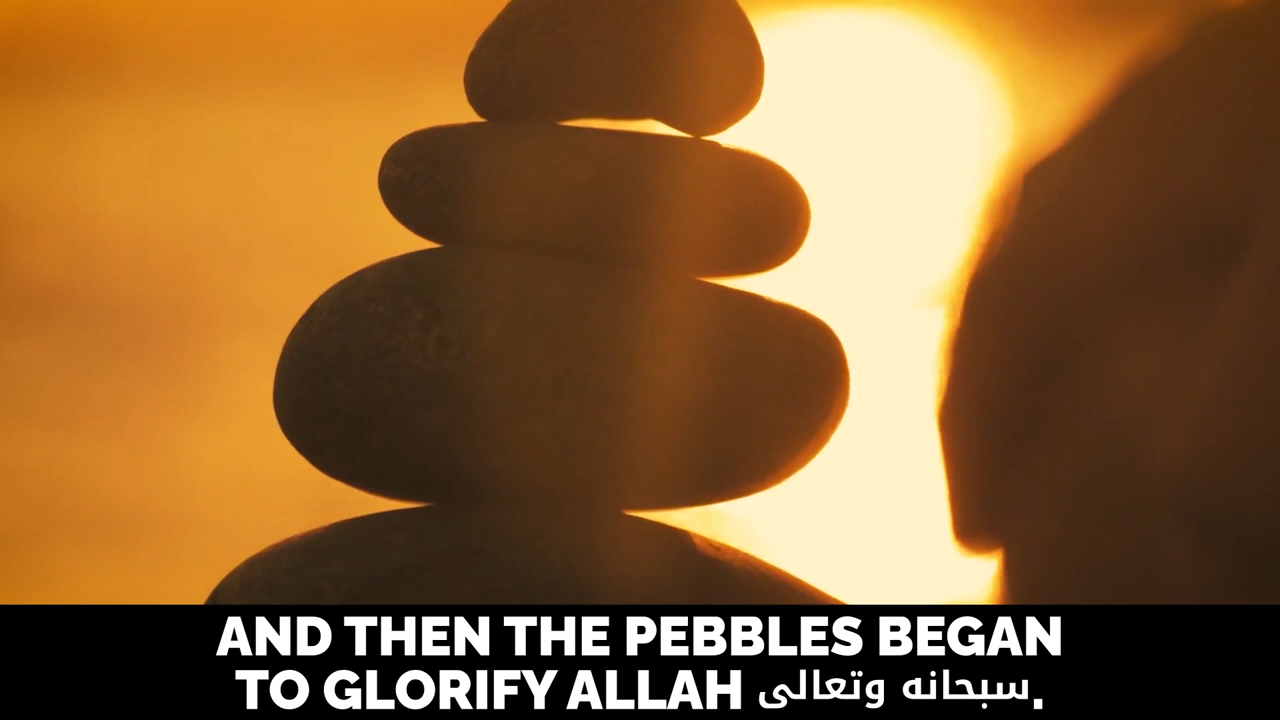 AND THEN THE PEBBLES BEGAN
TO GLORIFY ALLAH سبحانه وتعالى.